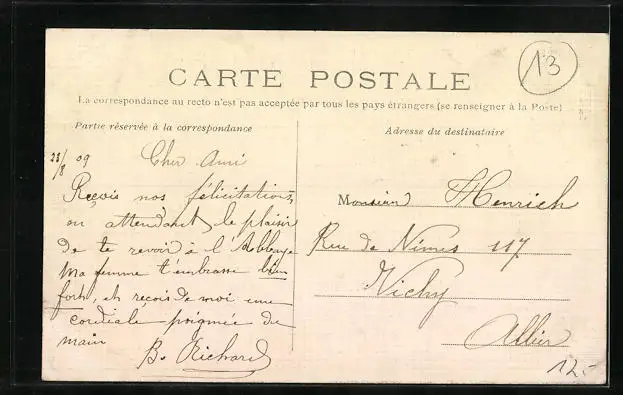 13
CARTE POSTALE
La correspondance au recto n'est pas acceptée par tous les pays étrangers (se renseigner à la Poste)
Partie réservée à la correspondance
28/8 09
Cher Ami
Reçois nos félicitations
en attendant le plaisir
de te revoir à l'Abbaye
Ma femme t'embrasse bien
fort, et reçois de moi une
cordiale poignée de
main
B. Richard
Adresse du destinataire
Monsieur Henrich
Rue de Nimes 117
Vichy
Allier
12.-